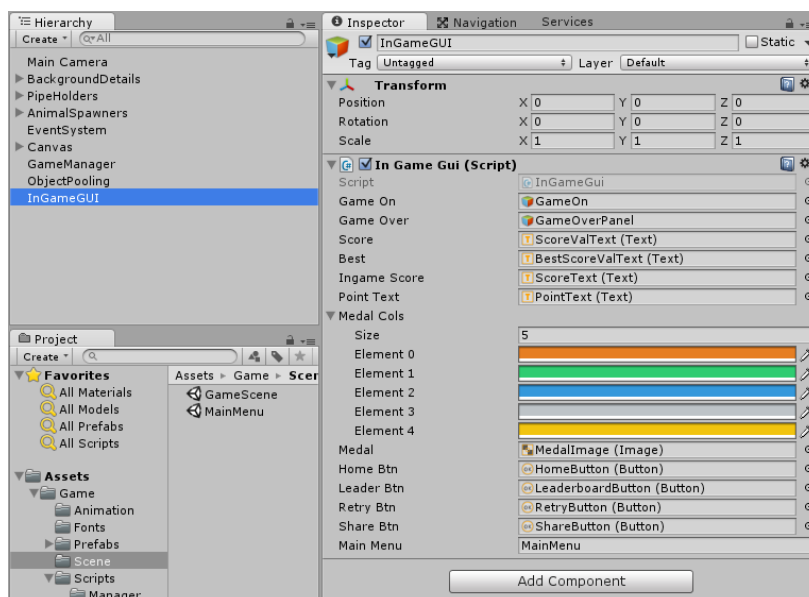 Hierarchy
Create
All
Main Camera
BackgroundDetails
PipeHolders
AnimalSpawners
EventSystem
Canvas
GameManager
ObjectPooling
InGameGUI
Project
Create
Favorites
All Materials
All Models
All Prefabs
All Scripts
Assets
Game
Animation
Fonts
Prefabs
Scene
Scripts
Manager
Assets Game Scer
GameScene
MainMenu
Inspector Navigation Services
InGameGUI Static
Tag Untagged Layer Default
Transform
Position X 0 Y 0 Z 0
Rotation X 0 Y 0 Z 0
Scale X 1 Y 1 Z 1
In Game Gui (Script)
Script InGameGui
Game On GameOn
Game Over GameOverPanel
Score ScoreValText (Text)
Best BestScoreValText (Text)
Ingame Score ScoreText (Text)
Point Text PointText (Text)
Medal Cols
Size 5
Element 0
Element 1
Element 2
Element 3
Element 4
Medal MedalImage (Image)
Home Btn HomeButton (Button)
Leader Btn LeaderboardButton (Button)
Retry Btn RetryButton (Button)
Share Btn ShareButton (Button)
Main Menu MainMenu
Add Component